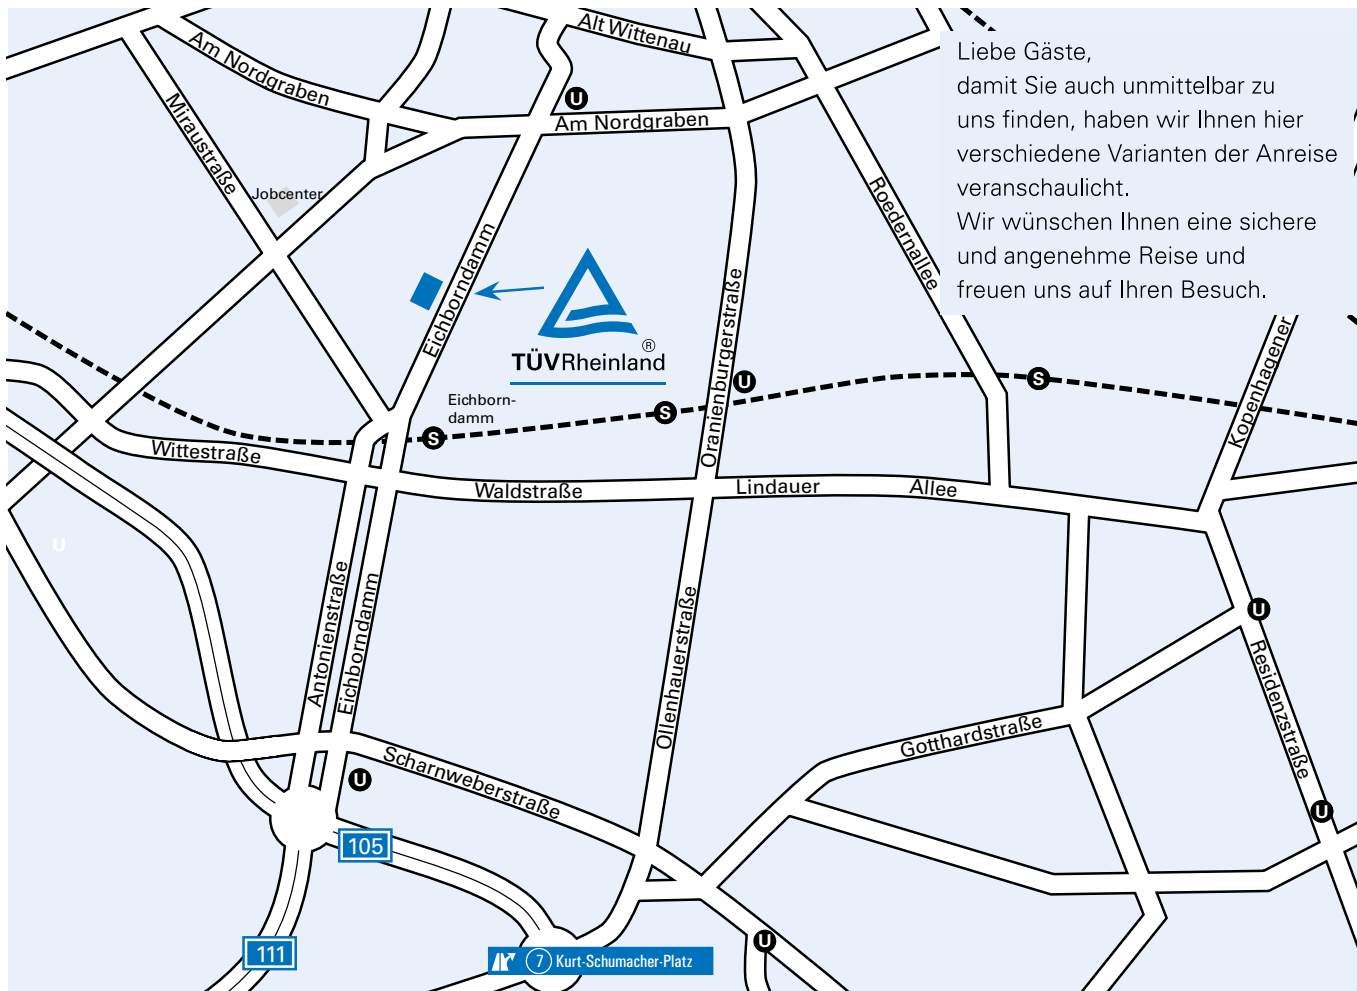 Alt Wittenau
Liebe Gäste,
damit Sie auch unmittelbar zu
uns finden, haben wir Ihnen hier
verschiedene Varianten der Anreise
veranschaulicht.
Wir wünschen Ihnen eine sichere
und angenehme Reise und
freuen uns auf Ihren Besuch.
Am Nordgraben
U
Am Nordgraben
Miraustraße
Jobcenter
Roedernallee
Eichborndamm
TÜVRheinland
®
Oranienburgerstraße
U
S
Kopenhagener
Eichborn-
damm
S
S
Wittestraße
Waldstraße
Lindauer
Allee
U
Antonienstraße
Eichborndamm
Ollenhauerstraße
U
Residenzstraße
Gotthardstraße
Scharnweberstraße
U
U
105
111
7 Kurt-Schumacher-Platz
U